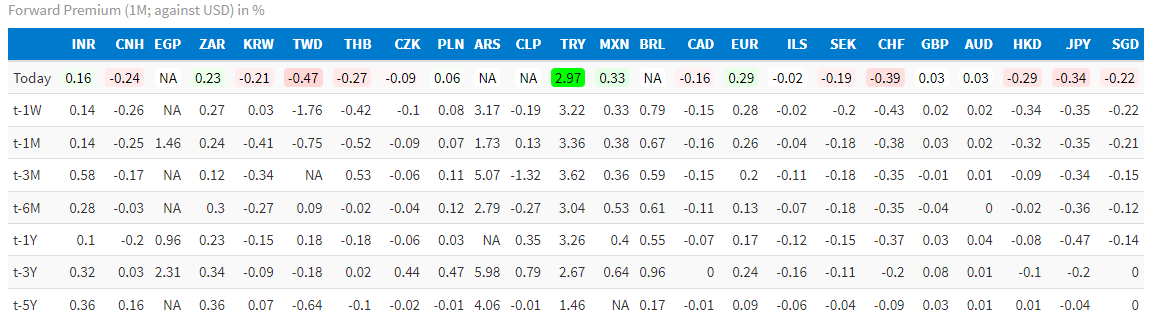 Forward Premium (1M; against USD) in %
INR CNH EGP ZAR KRW TWD THB CZK PLN ARS CLP TRY MXN BRL CAD EUR ILS SEK CHF GBP AUD HKD JPY SGD
Today 0.16 -0.24 NA 0.23 -0.21 -0.47 -0.27 -0.09 0.06 NA NA 2.97 0.33 NA -0.16 0.29 -0.02 -0.19 -0.39 0.03 0.03 -0.29 -0.34 -0.22
t-1W 0.14 -0.26 NA 0.27 0.03 -1.76 -0.42 -0.1 0.08 3.17 -0.19 3.22 0.33 0.79 -0.15 0.28 -0.02 -0.2 -0.43 0.02 0.02 -0.34 -0.35 -0.22
t-1M 0.14 -0.25 1.46 0.24 -0.41 -0.75 -0.52 -0.09 0.07 1.73 0.13 3.36 0.38 0.67 -0.16 0.26 -0.04 -0.18 -0.38 0.03 0.02 -0.32 -0.35 -0.21
t-3M 0.58 -0.17 NA 0.12 -0.34 NA 0.53 -0.06 0.11 5.07 -1.32 3.62 0.36 0.59 -0.15 0.2 -0.11 -0.18 -0.35 -0.01 0.01 -0.09 -0.34 -0.15
t-6M 0.28 -0.03 NA 0.3 -0.27 0.09 -0.02 -0.04 0.12 2.79 -0.27 3.04 0.53 0.61 -0.11 0.13 -0.07 -0.18 -0.35 -0.04 0 -0.02 -0.36 -0.12
t-1Y 0.1 -0.2 0.96 0.23 -0.15 0.18 -0.18 -0.06 0.03 NA 0.35 3.26 0.4 0.55 -0.07 0.17 -0.12 -0.15 -0.37 0.03 0.04 -0.08 -0.47 -0.14
t-3Y 0.32 0.03 2.31 0.34 -0.09 -0.18 0.02 0.44 0.47 5.98 0.79 2.67 0.64 0.96 0 0.24 -0.16 -0.11 -0.2 0.08 0.01 -0.1 -0.2 0
t-5Y 0.36 0.16 NA 0.36 0.07 -0.64 -0.1 -0.02 -0.01 4.06 -0.01 1.46 NA 0.17 -0.01 0.09 -0.06 -0.04 -0.09 0.03 0.01 0.01 -0.04 0